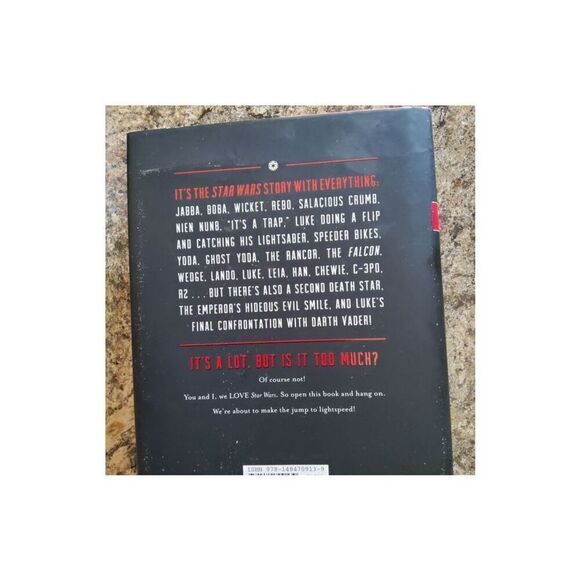 IT'S THE STAR WARS STORY WITH EVERYTHING:
JABBA, BOBA, WICKET, REBO, SALACIOUS CRUMB,
NIEN NUNB, "IT'S A TRAP," LUKE DOING A FLIP
AND CATCHING HIS LIGHTSABER, SPEEDER BIKES,
YODA, GHOST YODA, THE RANCOR, THE FALCON,
WEDGE, LANDO, LUKE, LEIA, HAN, CHEWIE, C-3PO,
R2 . . . BUT THERE'S ALSO A SECOND DEATH STAR,
THE EMPEROR'S HIDEOUS EVIL SMILE, AND LUKE'S
FINAL CONFRONTATION WITH DARTH VADER!
IT'S A LOT, BUT IS IT TOO MUCH?
Of course not!
You and I, we LOVE Star Wars. So open this book and hang on.
We're about to make the jump to lightspeed!
ISBN 978-148470913-9